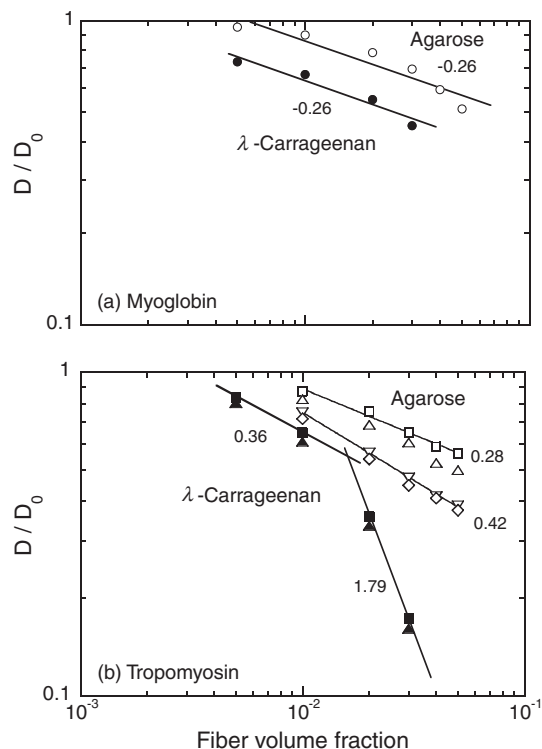 1
Agarose
-0.26
-0.26
λ -Carrageenan
D / D0
(a) Myoglobin
0.1
1
Agarose
0.36
0.28
λ-Carrageenan
0.42
D / D0
1.79
(b) Tropomyosin
0.1
10-3
10-2
10-1
Fiber volume fraction